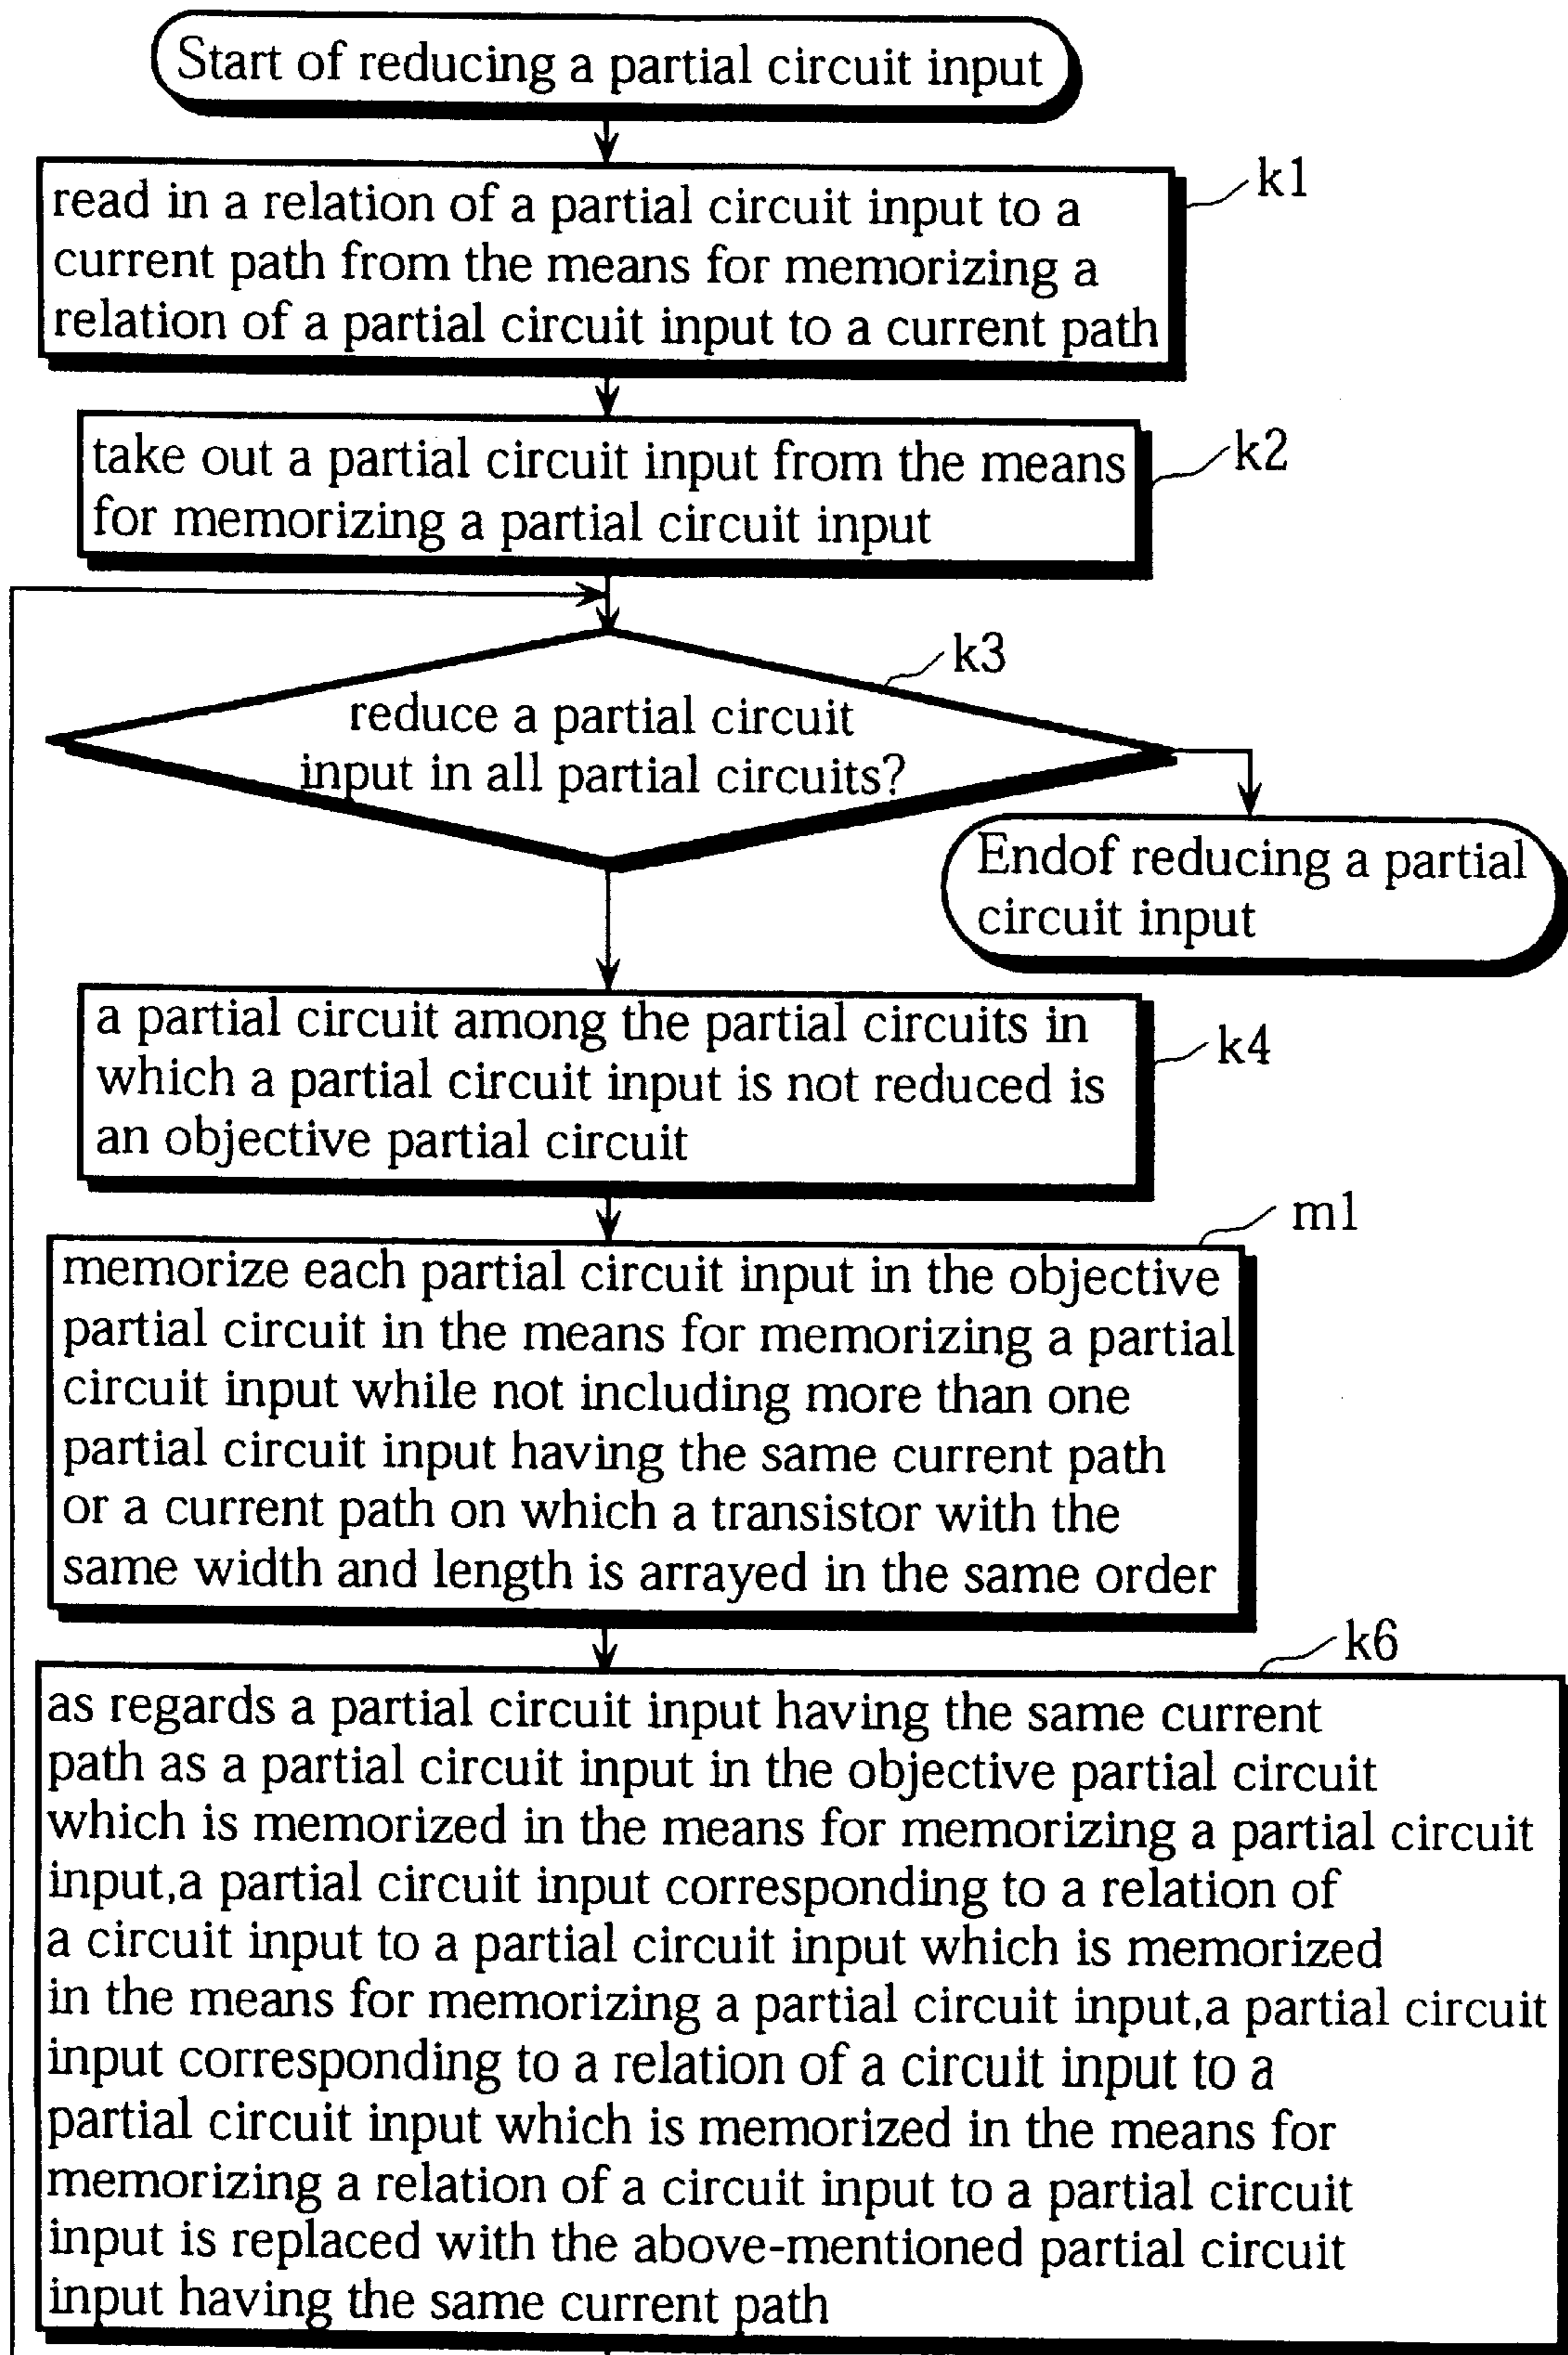 Start of reducing a partial circuit input
k1
read in a relation of a partial circuit input to a
current path from the means for memorizing a
relation of a partial circuit input to a current path
k2
take out a partial circuit input from the means
for memorizing a partial circuit input
k3
reduce a partial circuit
input in all partial circuits?
Endof reducing a partial
circuit input
a partial circuit among the partial circuits in
which a partial circuit input is not reduced is
an objective partial circuit
k4
m1
memorize each partial circuit input in the objective
partial circuit in the means for memorizing a partial
circuit input while not including more than one
partial circuit input having the same current path
or a current path on which a transistor with the
same width and length is arrayed in the same order
k6
as regards a partial circuit input having the same current
path as a partial circuit input in the objective partial circuit
which is memorized in the means for memorizing a partial circuit
input,a partial circuit input corresponding to a relation of
a circuit input to a partial circuit input which is memorized
in the means for memorizing a partial circuit input,a partial circuit
input corresponding to a relation of a circuit input to a
partial circuit input which is memorized in the means for
memorizing a relation of a circuit input to a partial circuit
input is replaced with the above-mentioned partial circuit
input having the same current path